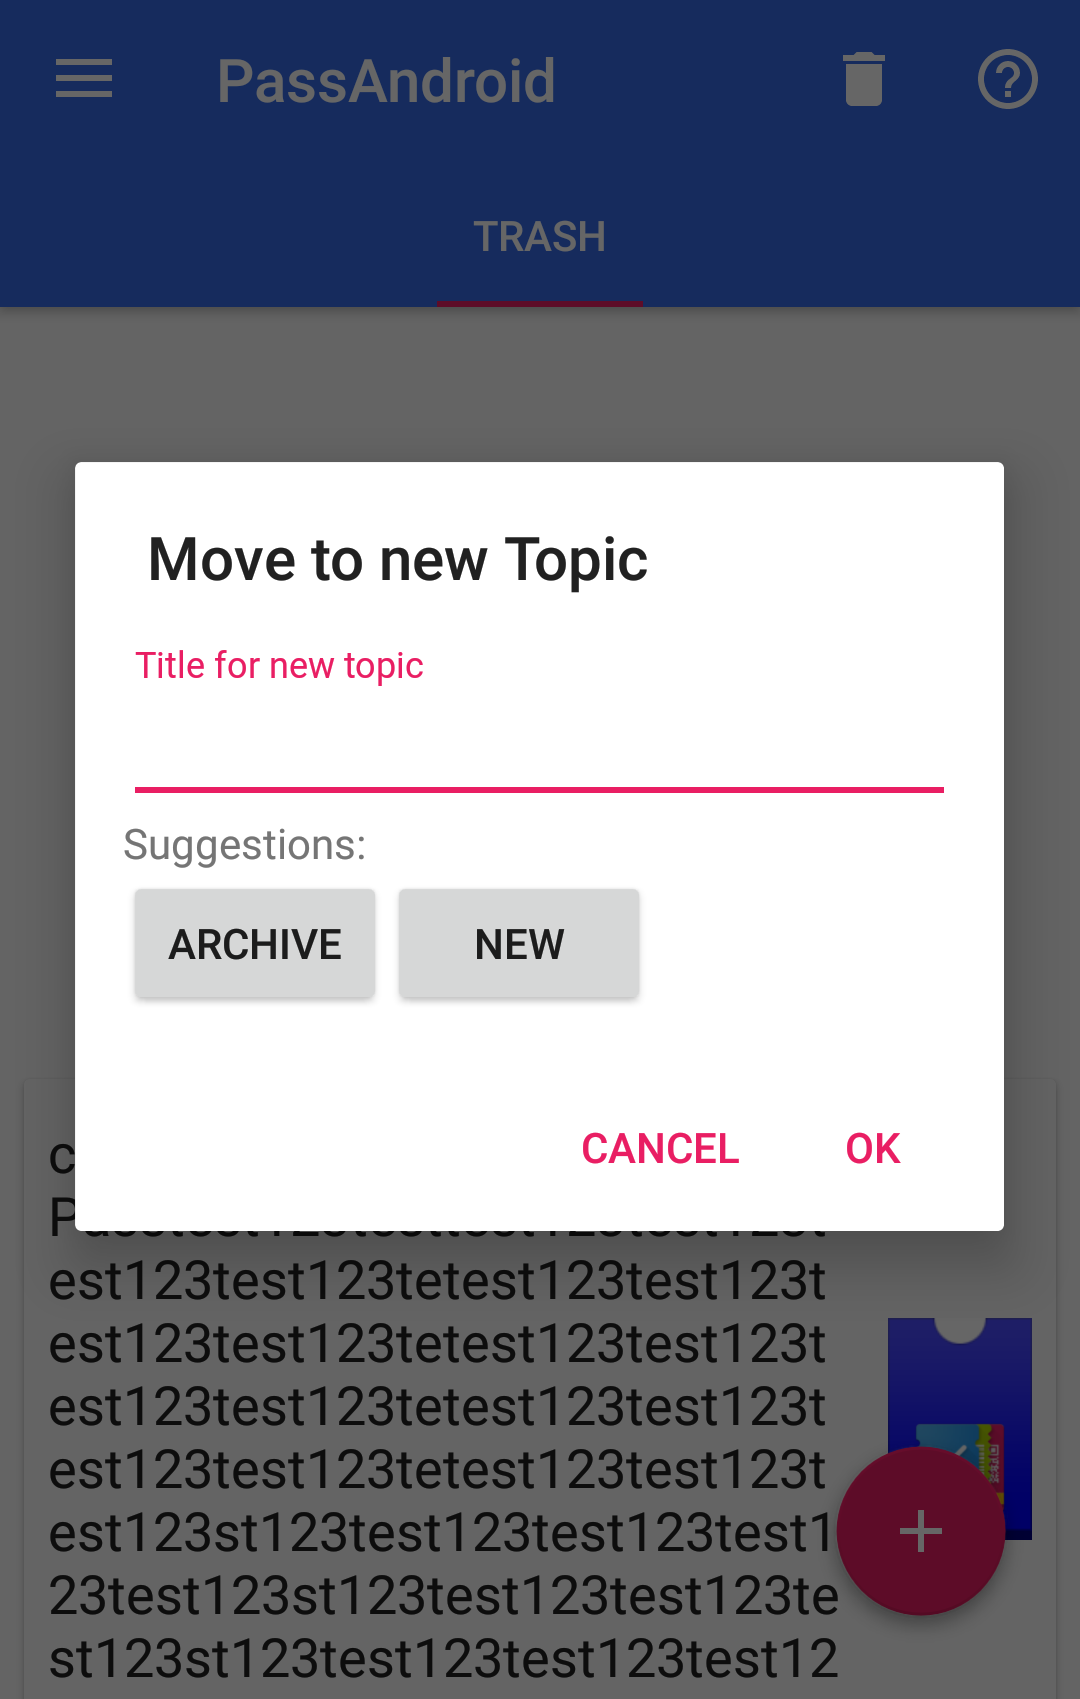 PassAndroid
TRASH
Move to new Topic
Title for new topic
Suggestions:
ARCHIVE NEW
CANCEL OK
est123test123tetest123test123t
est123test123tetest123test123t
est123test123tetest123test123t
est123test123tetest123test123t
est123st123test123test123test1
23test123st123test123test123te
st123st123test123test123test12